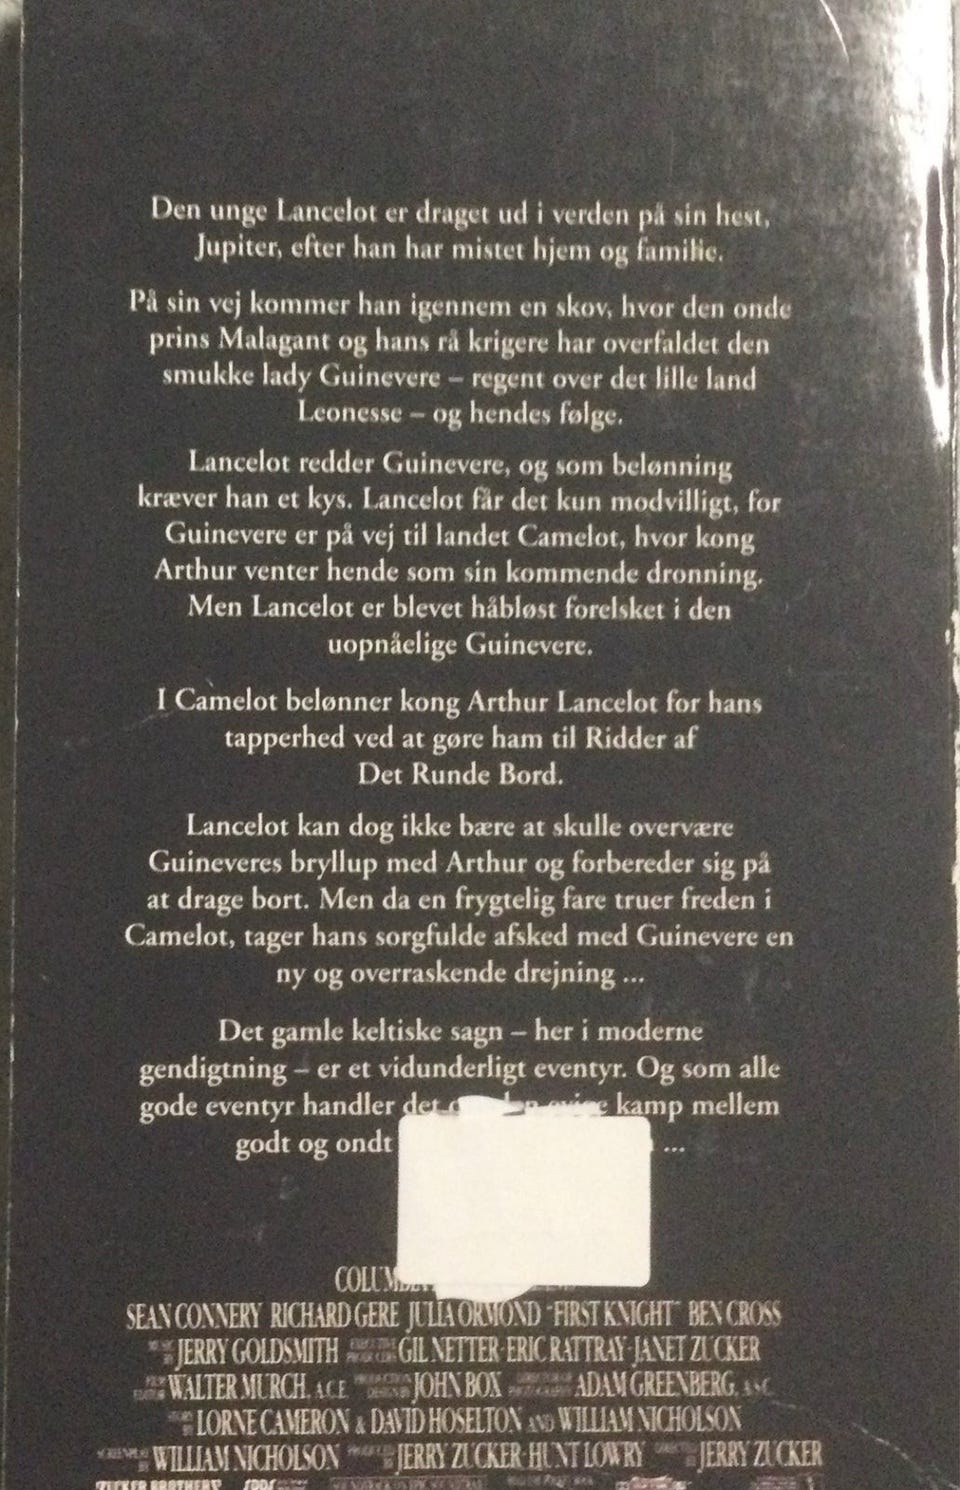 Den unge Lancelot er draget ud i verden på sin hest,
Jupiter, efter han har mistet hjem og familie.
På sin vej kommer han igennem en skov, hvor den onde
prins Malagant og hans rå krigere har overfaldet den
smukke lady Guinevere – regent over det lille land
Leonesse – og hendes følge.
Lancelot redder Guinevere, og som belønning
kræver han et kys. Lancelot får det kun modvilligt, for
Guinevere er på vej til landet Camelot, hvor kong
Arthur venter hende som sin kommende dronning.
Men Lancelot er blevet håbløst forelsket i den
uopnåelige Guinevere.
I Camelot belønner kong Arthur Lancelot for hans
tapperhed ved at gøre ham til Ridder af
Det Runde Bord.
Lancelot kan dog ikke bære at skulle overvære
Guineveres bryllup med Arthur og forbereder sig på
at drage bort. Men da en frygtelig fare truer freden i
Camelot, tager hans sorgfulde afsked med Guinevere en
ny og overraskende drejning ...
Det gamle keltiske sagn – her i moderne
gendigtning – er et vidunderligt eventyr. Og som alle
gode eventyr handler det kamp mellem
godt og ondt ...
SEAN CONNERY RICHARD GERE JULIA ORMOND "FIRST KNIGHT" BEN CROSS
JERRY GOLDSMITH GIL NETTER·ERIC RATTRAY·JANET ZUCKER
WALTER MURCH, A.C.E. JOHN BOX ADAM GREENBERG, A.S.C.
LORNE CAMERON & DAVID HOSELTON AND WILLIAM NICHOLSON
WILLIAM NICHOLSON JERRY ZUCKER·HUNT LOWRY JERRY ZUCKER
ZUCKER BROTHERS